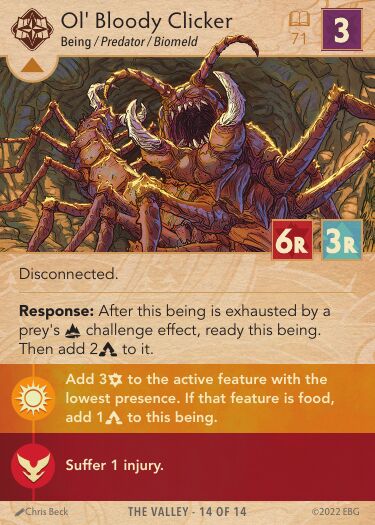 Ol' Bloody Clicker
Being / Predator / Biomeld
71
3
6R
3R
Disconnected.
Response: After this being is exhausted by a
prey's challenge effect, ready this being.
Then add 2 to it.
Add 3 to the active feature with the
lowest presence. If that feature is food,
add 1 to this being.
Suffer 1 injury.
Chris Beck
THE VALLEY - 14 OF 14
©2022 EBG